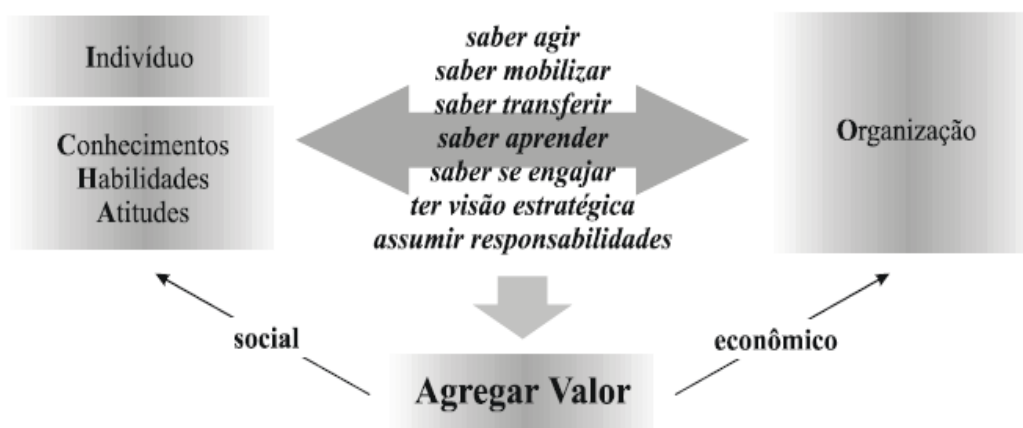 Indivíduo
Conhecimentos
Habilidades
Atitudes
saber agir
saber mobilizar
saber transferir
saber aprender
saber se engajar
ter visão estratégica
assumir responsabilidades
Organização
social
econômico
Agregar Valor